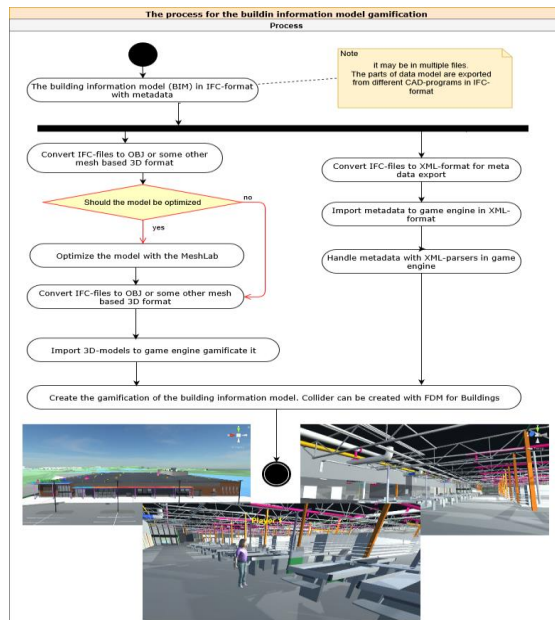 The process for the buildin information model gamification
Process
Note
it may be in multiple files.
The parts of data model are exported
from different CAD-programs in IFC-
format
The building information model (BIM) in IFC-format
with metadata
Convert IFC-files to OBJ or some other
mesh based 3D format
Convert IFC-files to XML-format for meta
data export
Should the model be optimized
no
yes
Import metadata to game engine in XML-
format
Optimize the model with the MeshLab
Handle metadata with XML-parsers in game
engine
Convert IFC-files to OBJ or some other mesh
based 3D format
Import 3D-models to game engine gamificate it
Create the gamification of the building information model. Collider can be created with FDM for Buildings
Player 1